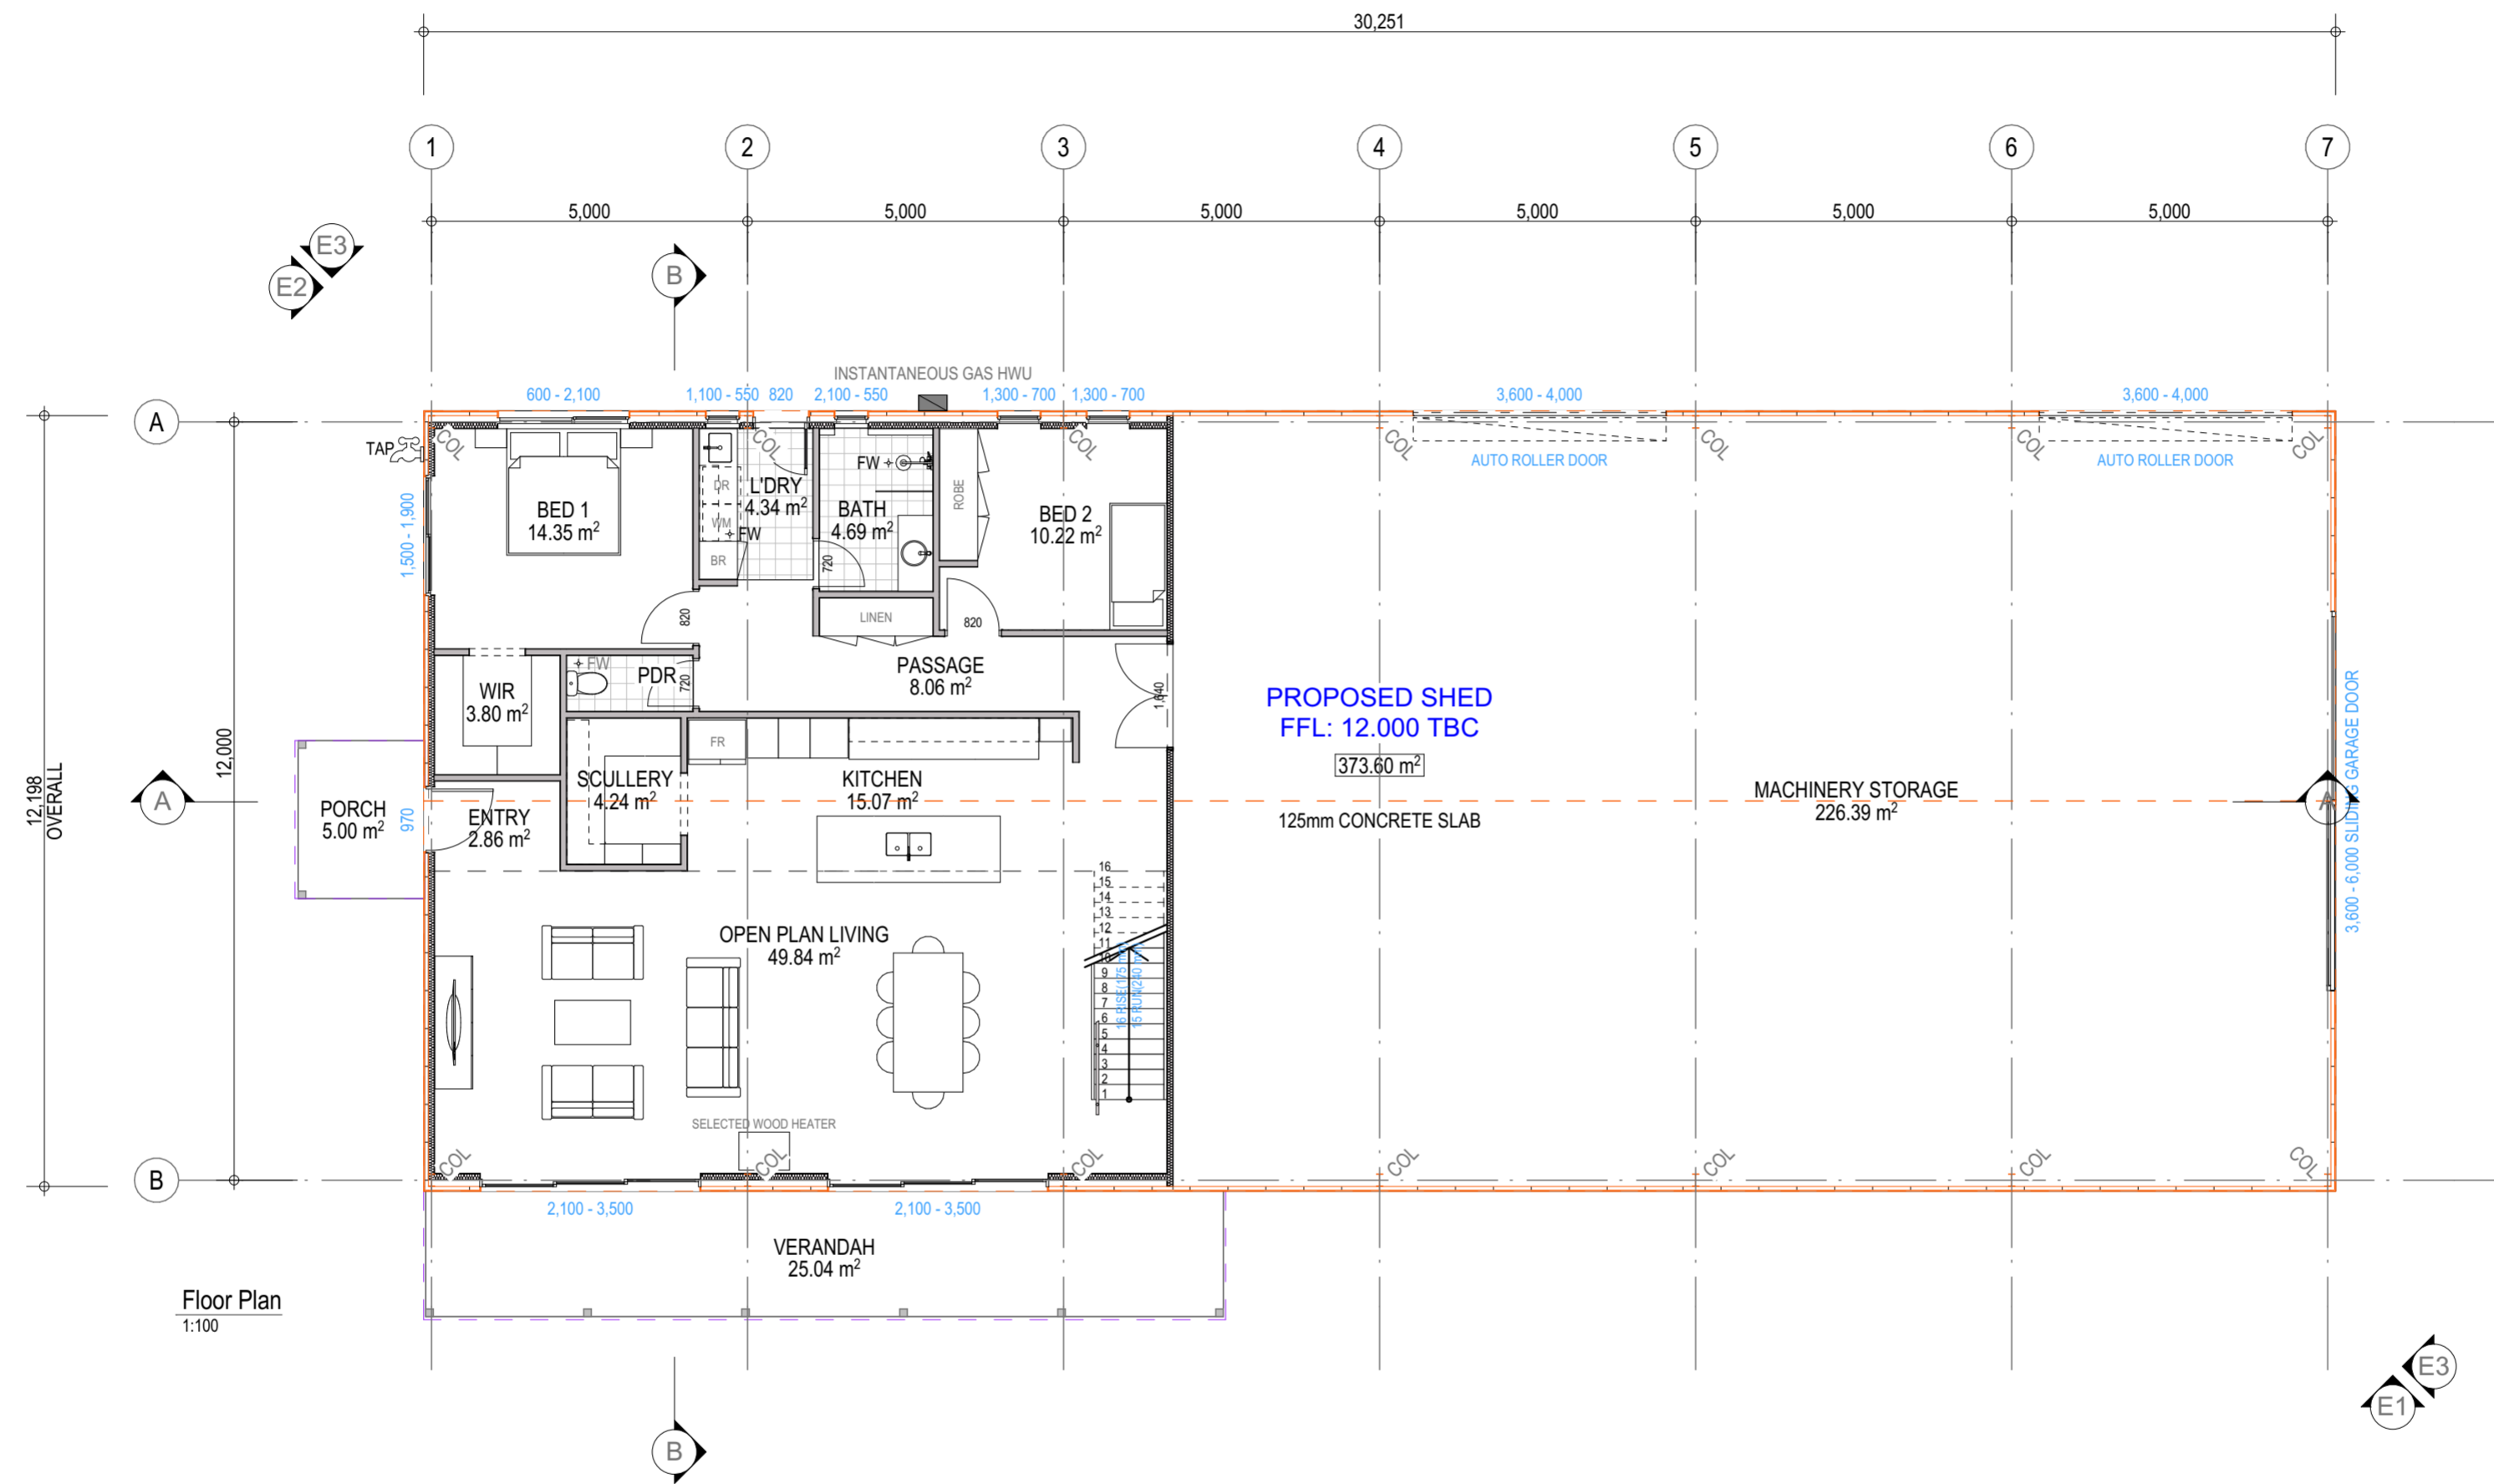 30,251
1
2
3
4
5
6
7
5,000
5,000
5,000
5,000
5,000
5,000
E3
E2
B
INSTANTANEOUS GAS HWU
600 - 2,100
1,100 - 550
820
2,100 - 550
1,300 - 700
1,300 - 700
3,600 - 4,000
3,600 - 4,000
A
TAP
COL
COL
COL
COL
COL
COL
COL
AUTO ROLLER DOOR
AUTO ROLLER DOOR
FW
DR
L'DRY
4.34 m²
WM
FW
BR
BED 1
14.35 m²
BATH
4.69 m²
ROBE
BED 2
10.22 m²
1,500 - 1,900
720
820
LINEN
820
FW
PDR
720
PASSAGE
8.06 m²
1,640
WIR
3.80 m²
PROPOSED SHED
FFL: 12.000 TBC
373.60 m²
125mm CONCRETE SLAB
MACHINERY STORAGE
226.39 m²
3,600 - 6,000 SLIDING GARAGE DOOR
A
12,198
OVERALL
12,000
A
PORCH
5.00 m²
970
ENTRY
2.86 m²
FR
SCULLERY
4.24 m²
KITCHEN
15.07 m²
OPEN PLAN LIVING
49.84 m²
16
15
14
13
12
11
10
9
8
7
6
5
4
3
2
1
16 RISE(175
15 RUN(240
SELECTED WOOD HEATER
B
COL
COL
COL
COL
COL
COL
COL
2,100 - 3,500
2,100 - 3,500
VERANDAH
25.04 m²
Floor Plan
1:100
B
E3
E1